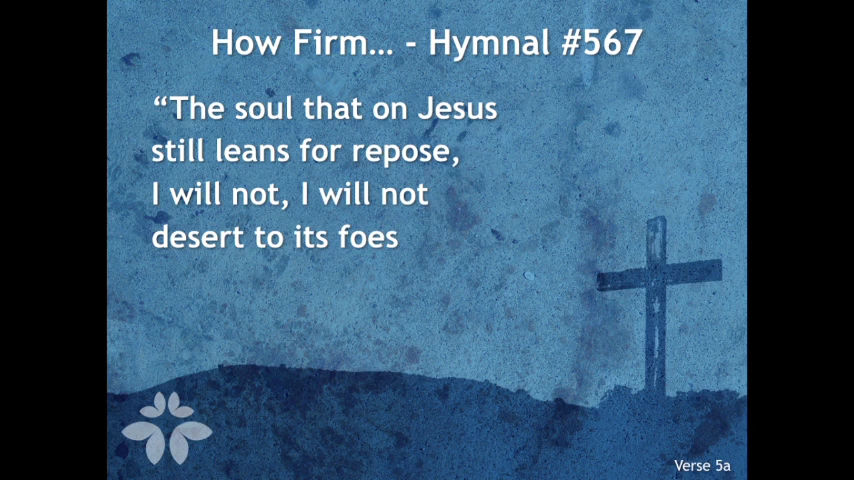 How Firm... - Hymnal #567
“The soul that on Jesus
still leans for repose,
I will not, I will not
desert to its foes
Verse 5a